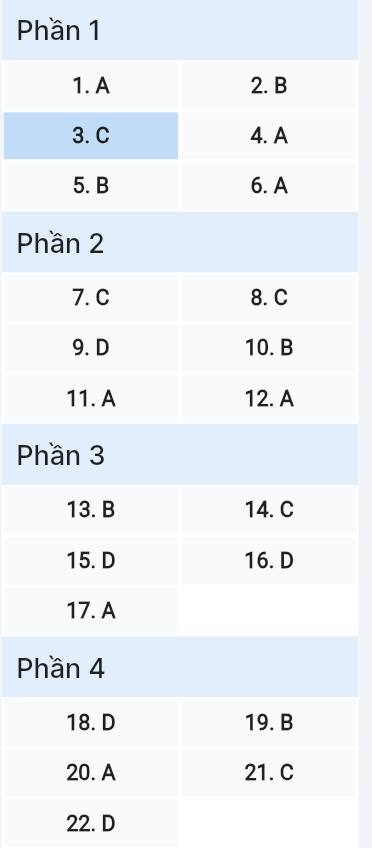 Phần 1
1. A
2. B
3. C
4. A
5. B
6. A
Phần 2
7. C
8. C
9. D
10. B
11. A
12. A
Phần 3
13. B
14. C
15. D
16. D
17. A
Phần 4
18. D
19. B
20. A
21. C
22. D